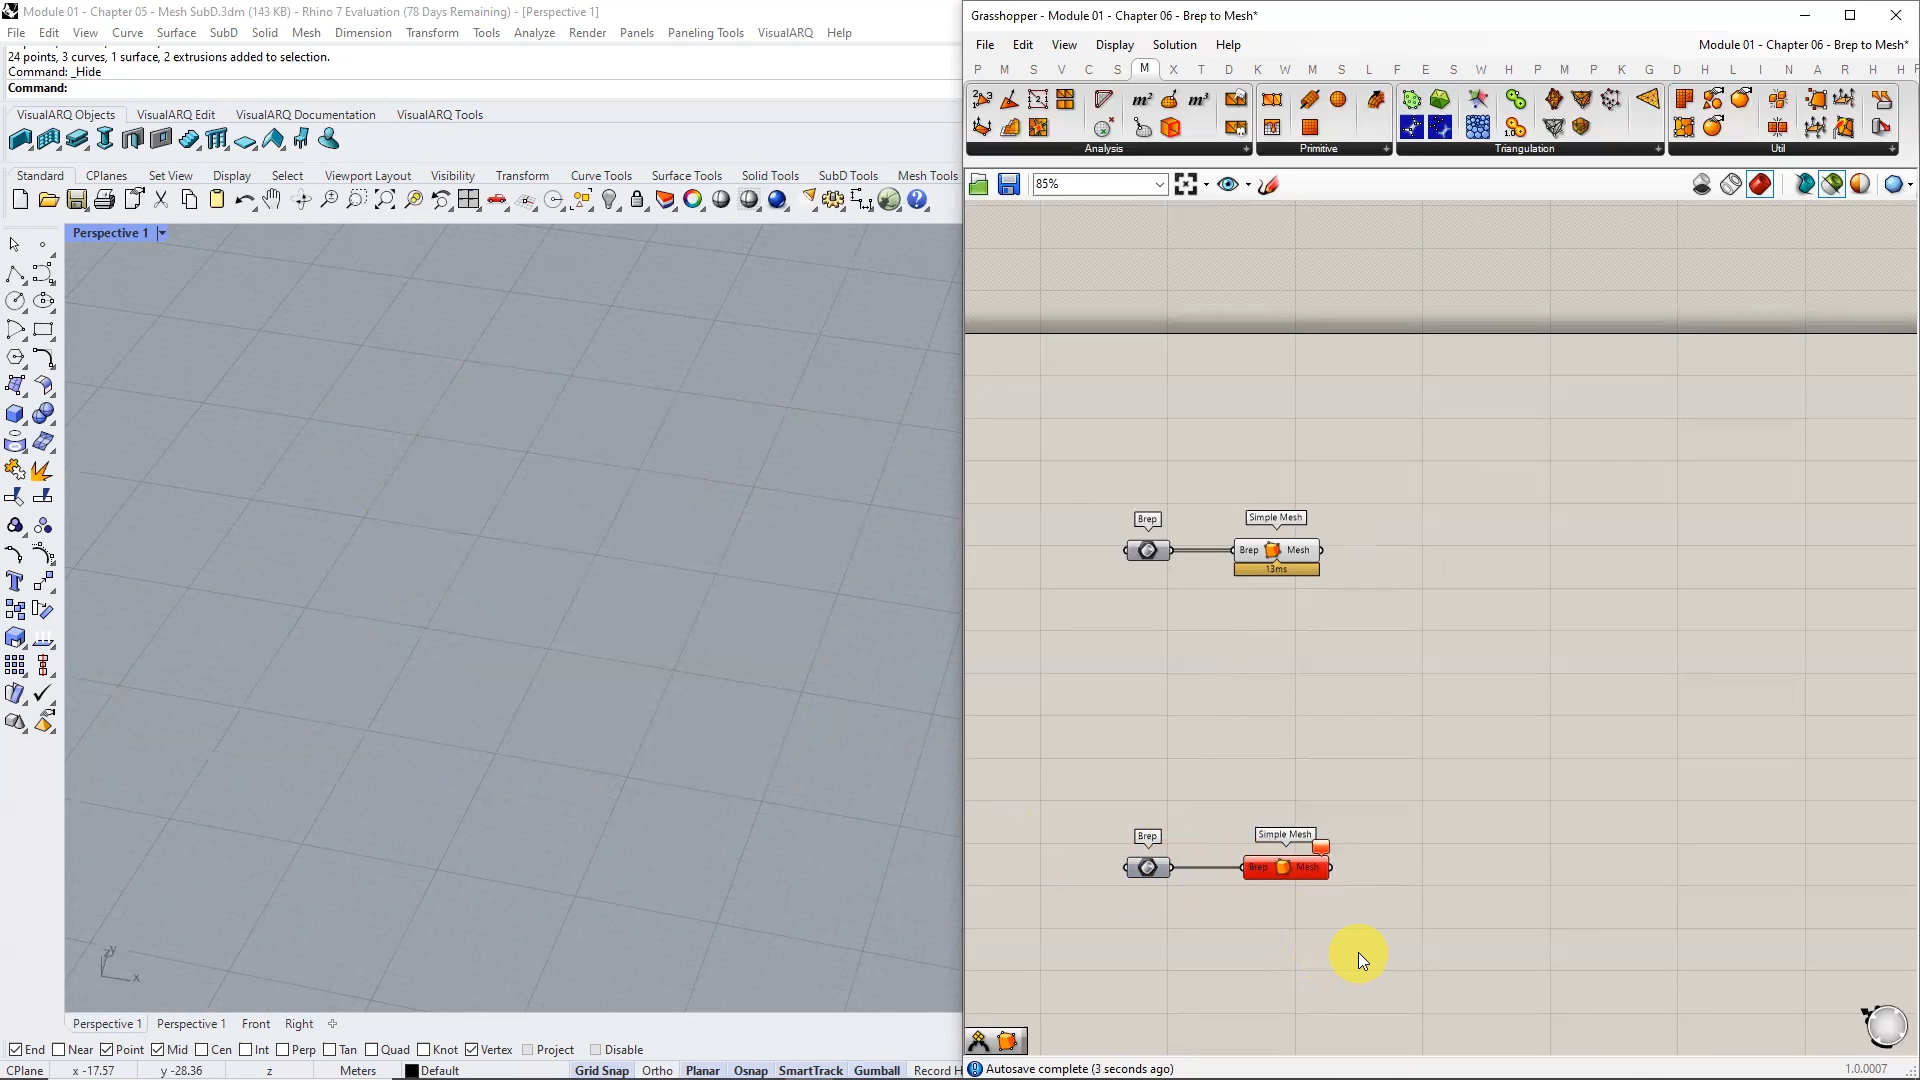 Module 01 - Chapter 05 - Mesh SubD.3dm (143 KB) - Rhino 7 Evaluation (78 Days Remaining) - [Perspective 1]
File Edit View Curve Surface SubD Solid Mesh Dimension Transform Tools Analyze Render Panels Paneling Tools VisualARQ Help
24 points, 3 curves, 1 surface, 2 extrusions added to selection.
Command: _Hide
Command:
VisualARQ Objects VisualARQ Edit VisualARQ Documentation VisualARQ Tools
Standard CPlanes Set View Display Select Viewport Layout Visibility Transform Curve Tools Surface Tools Solid Tools SubD Tools Mesh Tools
Perspective 1
z y
x
Perspective 1 Perspective 1 Front Right
End Near Point Mid Cen Int Perp Tan Quad Knot Vertex Project Disable
CPlane x -17.57 y -28.36 z Meters Default Grid Snap Ortho Planar Osnap SmartTrack Gumball Record H
Grasshopper - Module 01 - Chapter 06 - Brep to Mesh*
File Edit View Display Solution Help Module 01 - Chapter 06 - Brep to Mesh*
P M S V C S M X T D K W M S L F E S W H P M P K G D H L I N A R H H F
Analysis Primitive Triangulation Util
85%
Brep Simple Mesh
Brep Mesh
13ms
Brep Simple Mesh
Brep Mesh
Autosave complete (3 seconds ago) 1.0.0007